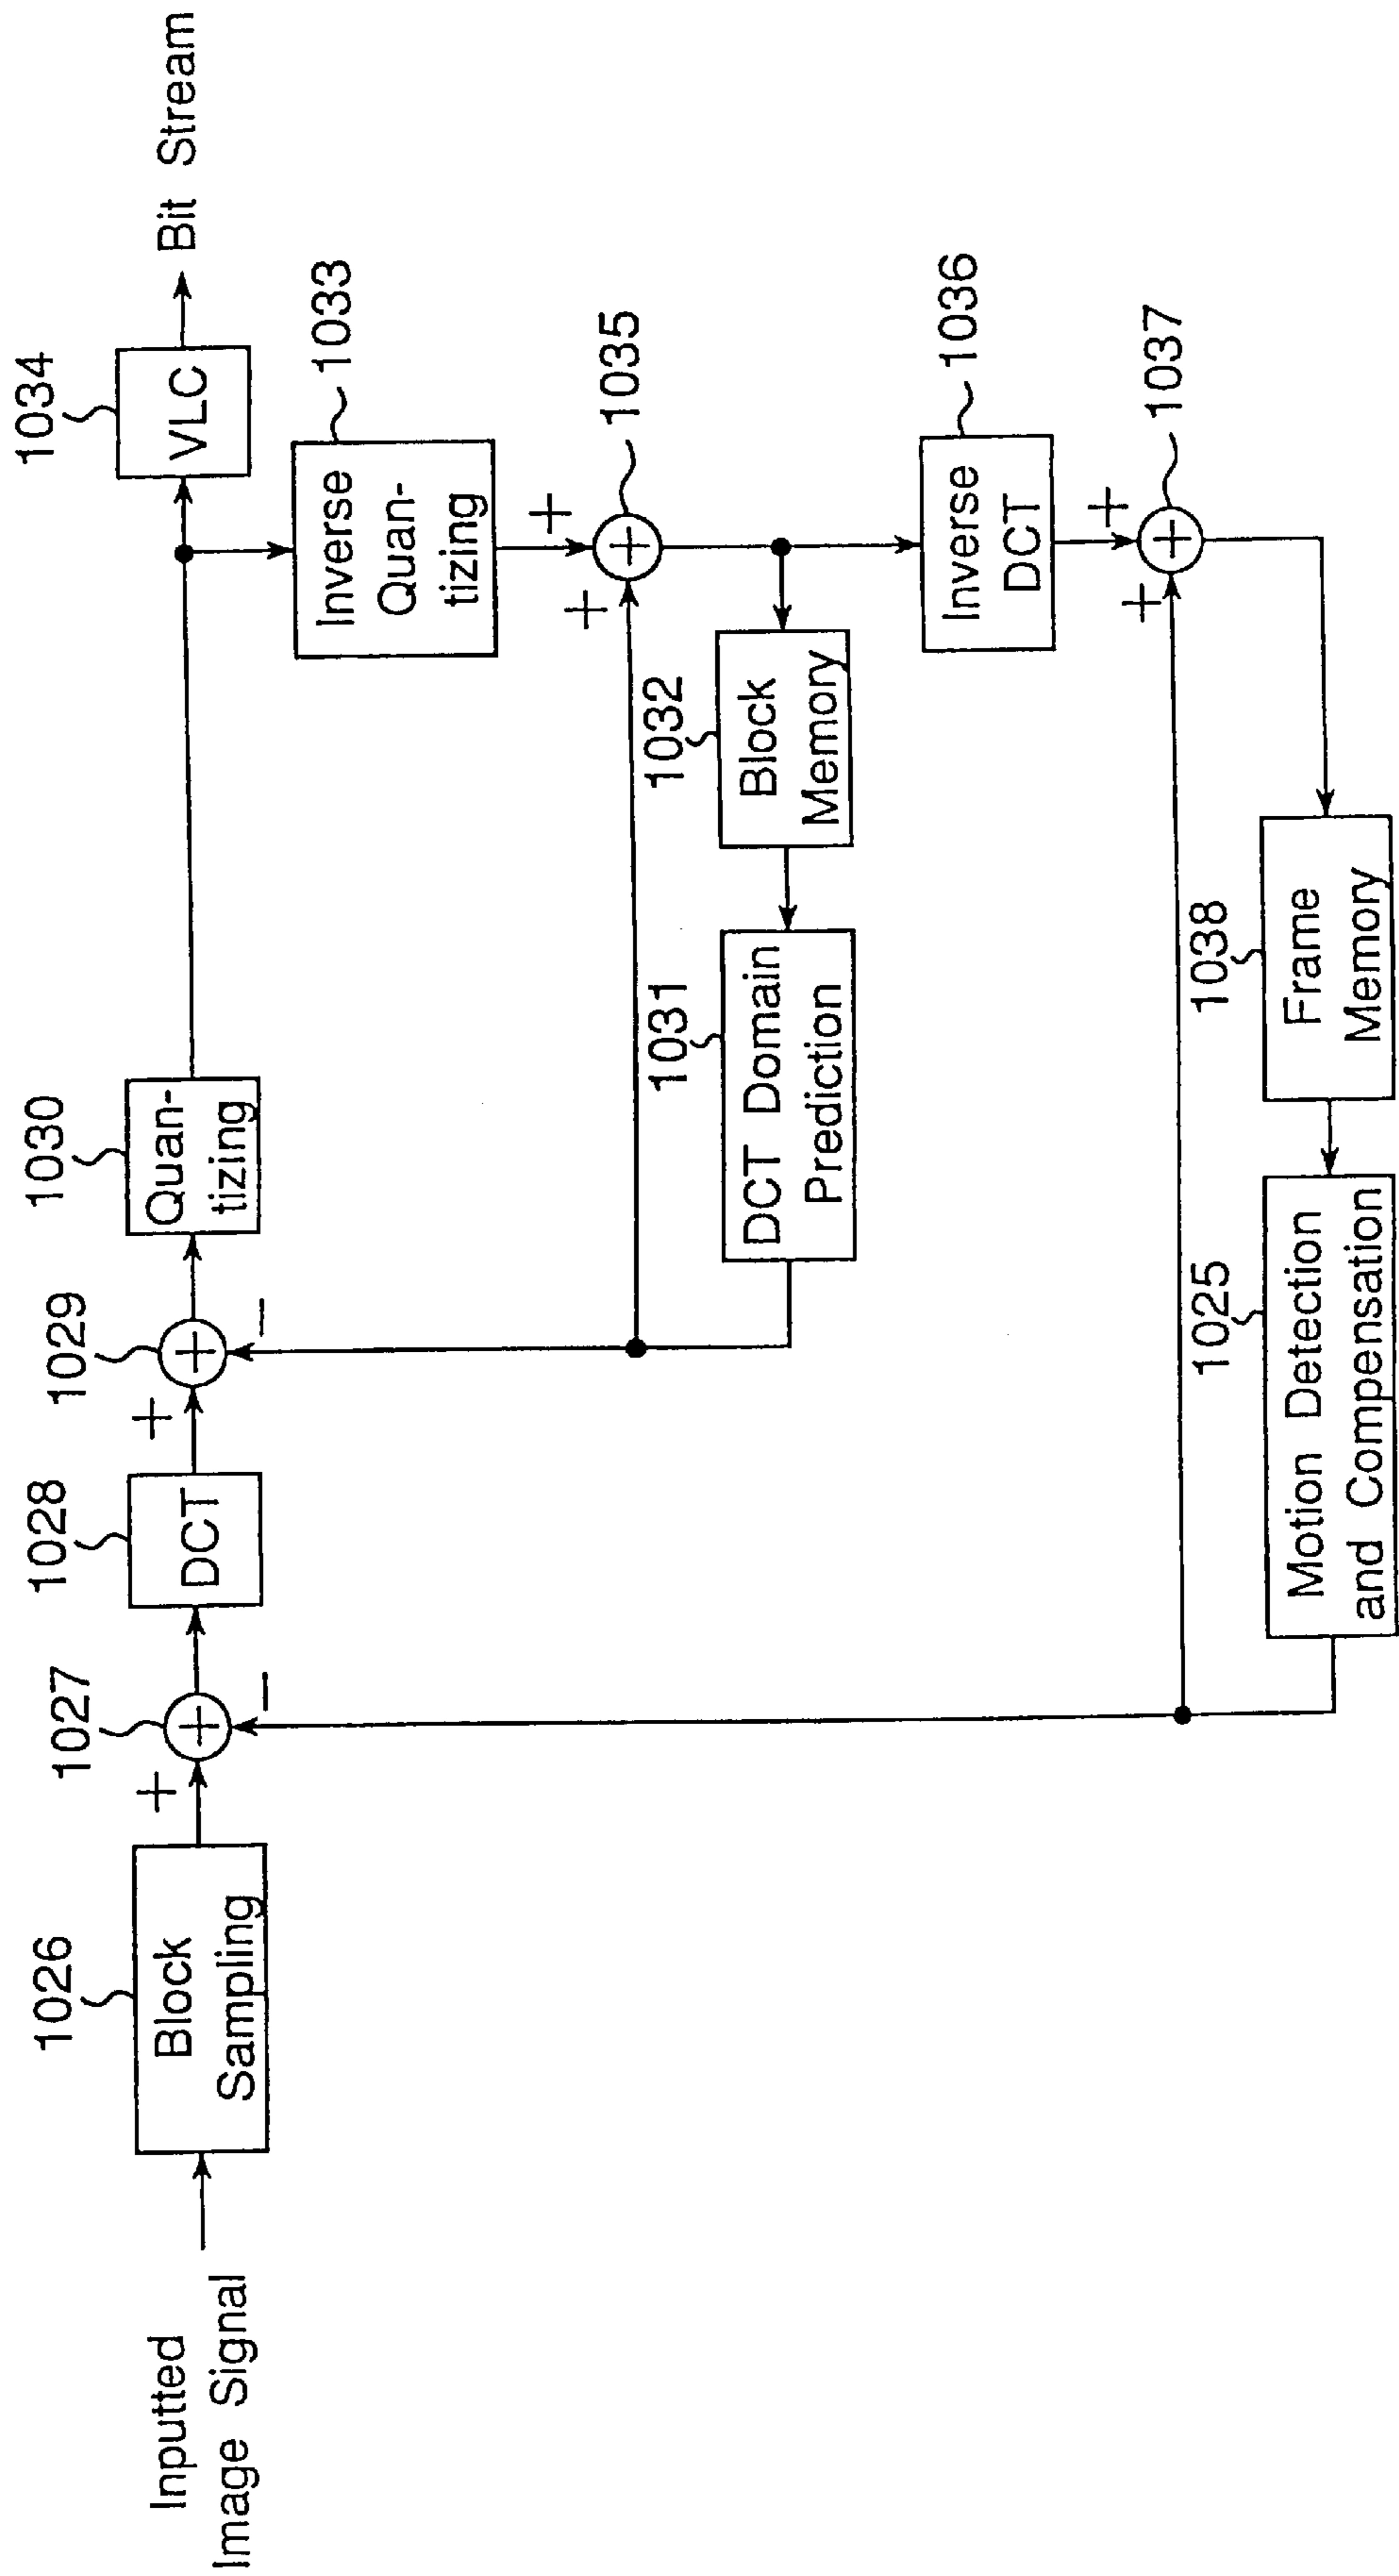 Inputted
Image Signal
1026
Block
Sampling
+
1027
+
−
1028
DCT
+
1029
+
−
1030
Quan-
tizing
1034
VLC
Bit Stream
1033
Inverse
Quan-
tizing
+
+
1035
+
1032
Block
Memory
1031
DCT Domain
Prediction
1036
Inverse
DCT
+
+
1037
+
1038
Frame
Memory
1025
Motion Detection
and Compensation